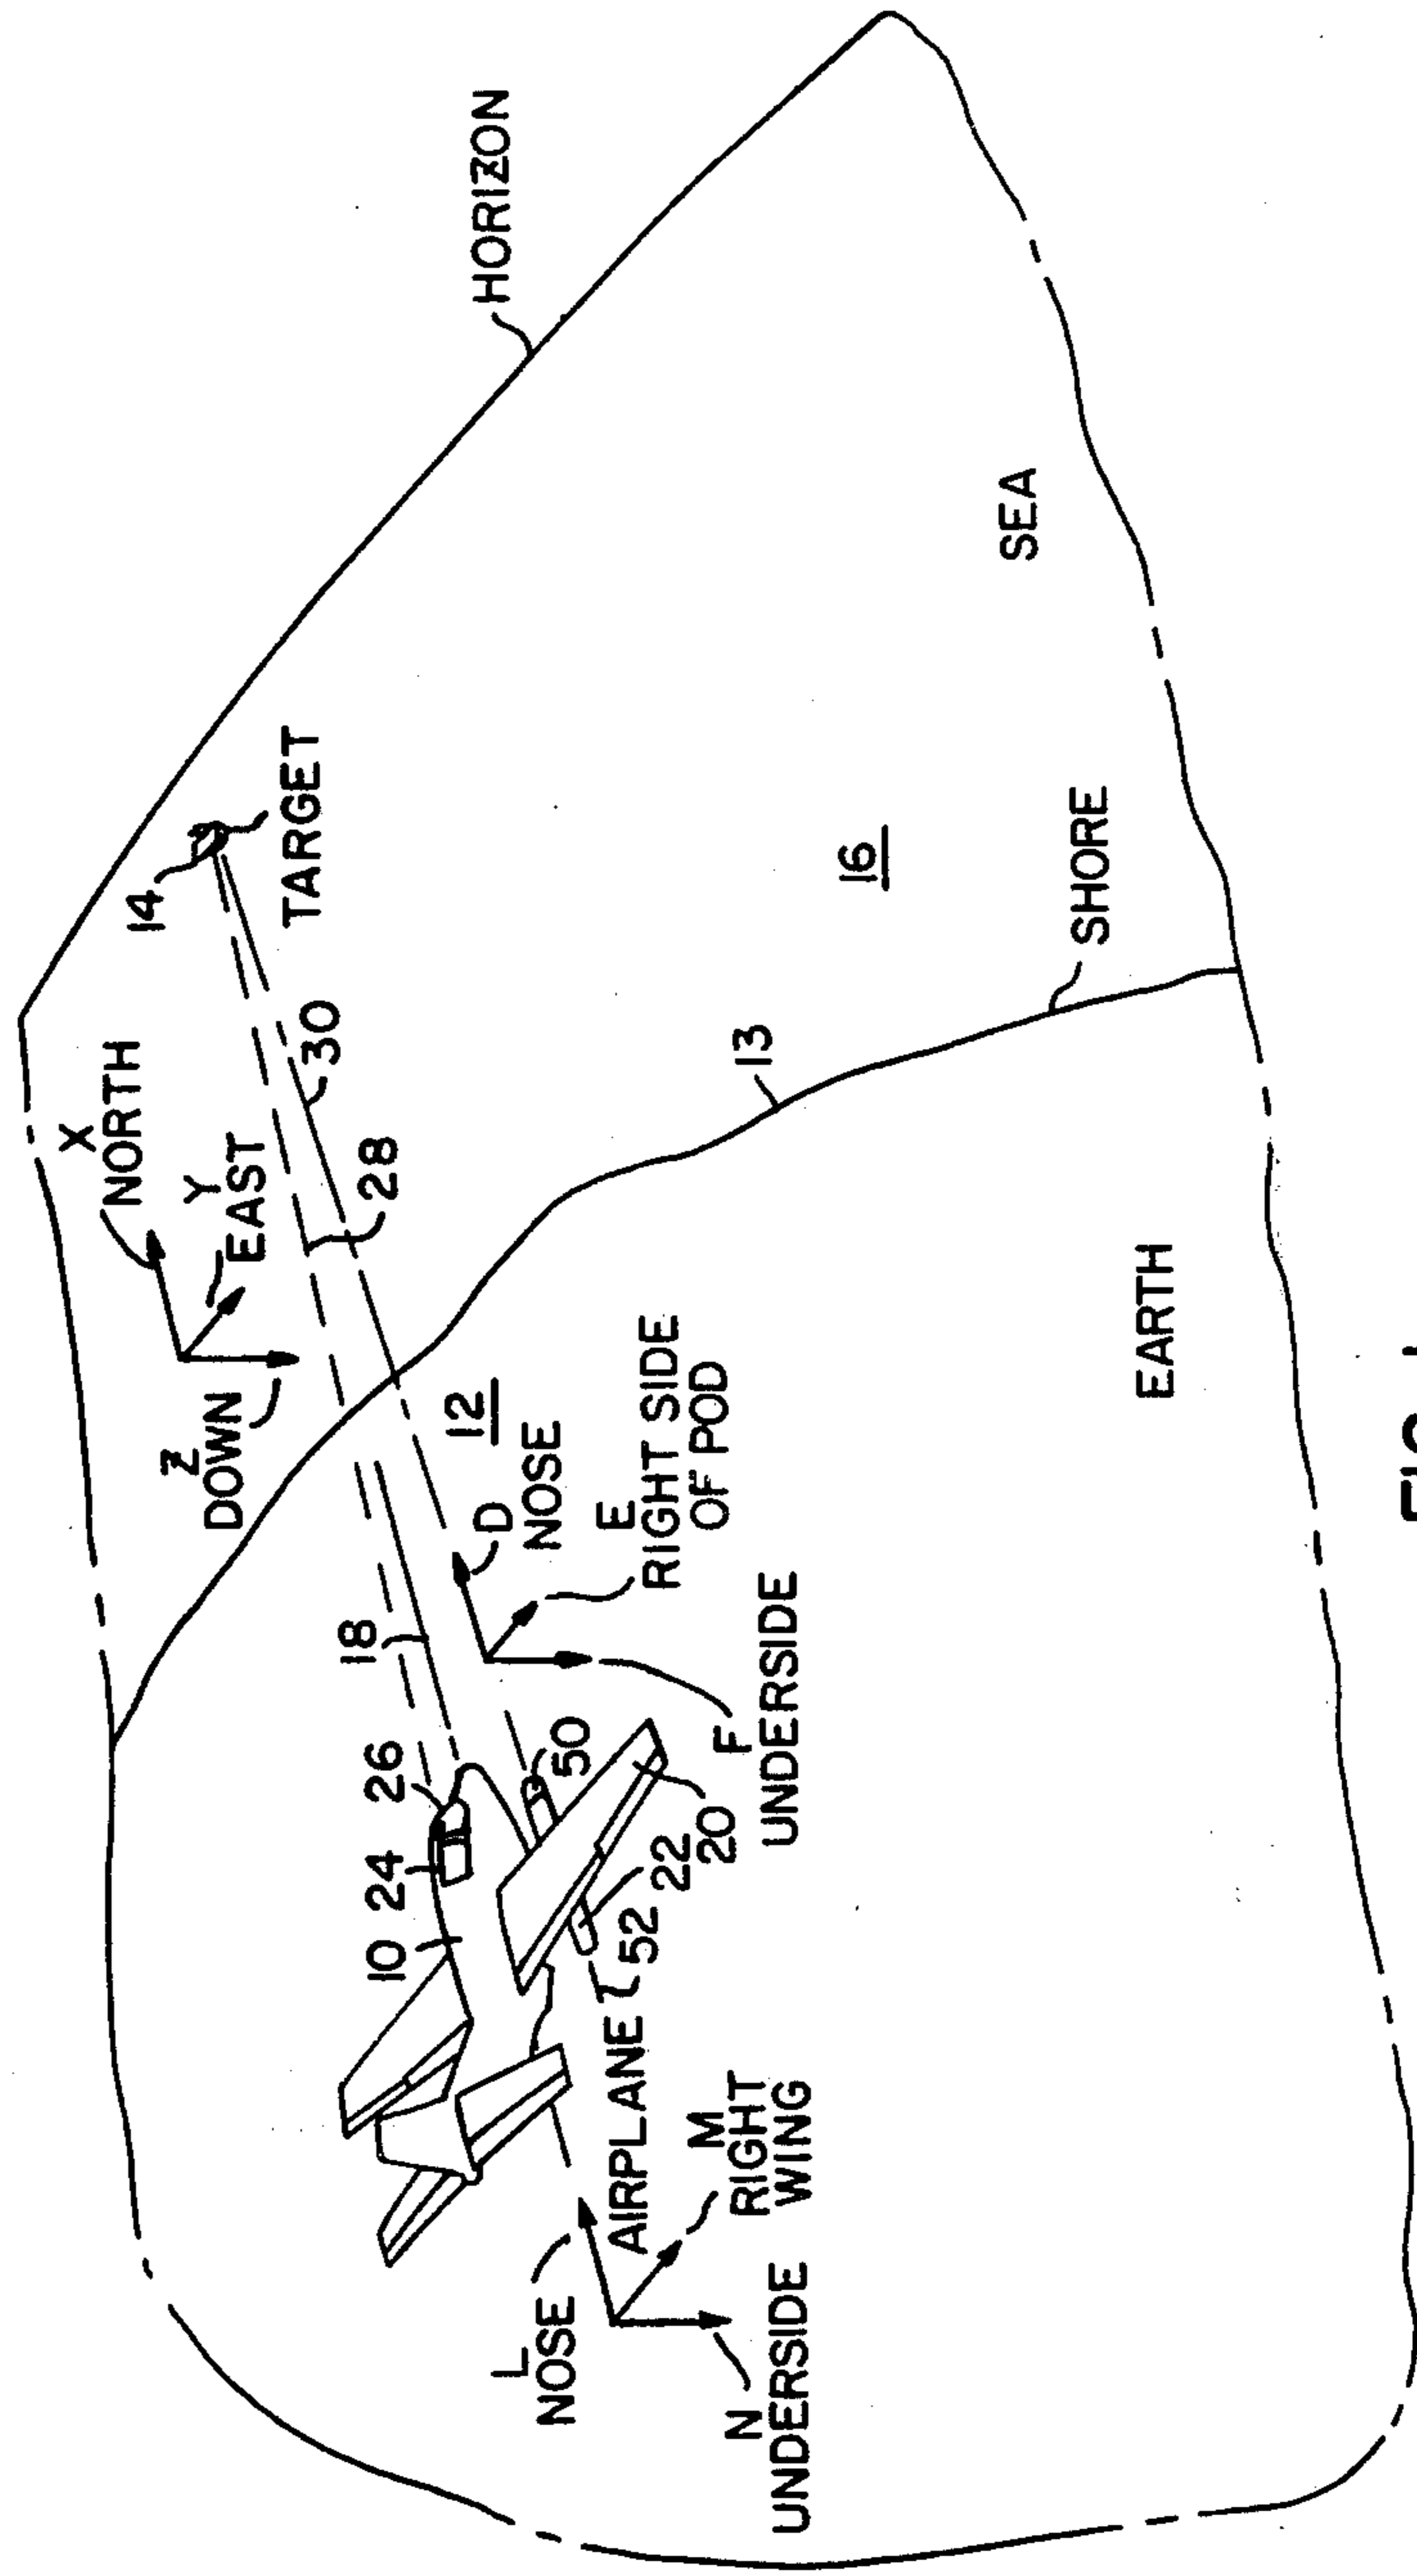 HORIZON
14
TARGET
X
NORTH
Y
EAST
Z
DOWN
30
28
SEA
16
SHORE
13
EARTH
12
D
NOSE
E
RIGHT SIDE
OF POD
F
UNDERSIDE
18
26
24
10
50
20
22
52
AIRPLANE
L
NOSE
M
RIGHT
WING
N
UNDERSIDE